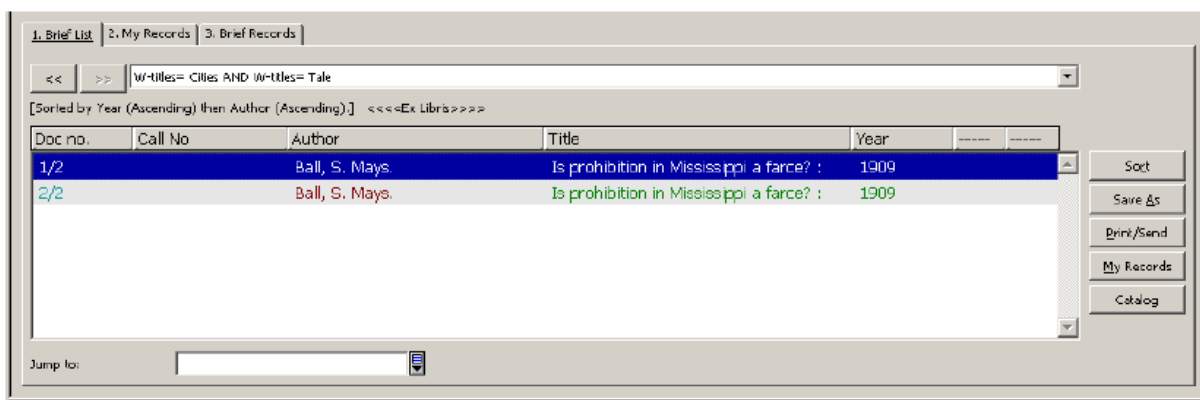 1. Brief List 2. My Records 3. Brief Records
<< >> W-titles= Cities AND W-titles= Tale
[Sorted by Year (Ascending) then Author (Ascending).] <<<<Ex Libris>>>>
Doc no. Call No Author Title Year ----- -----
1/2 Ball, S. Mays. Is prohibition in Mississippi a farce? : 1909
2/2 Ball, S. Mays. Is prohibition in Mississippi a farce? : 1909
Sort
Save As
Print/Send
My Records
Catalog
Jump to: